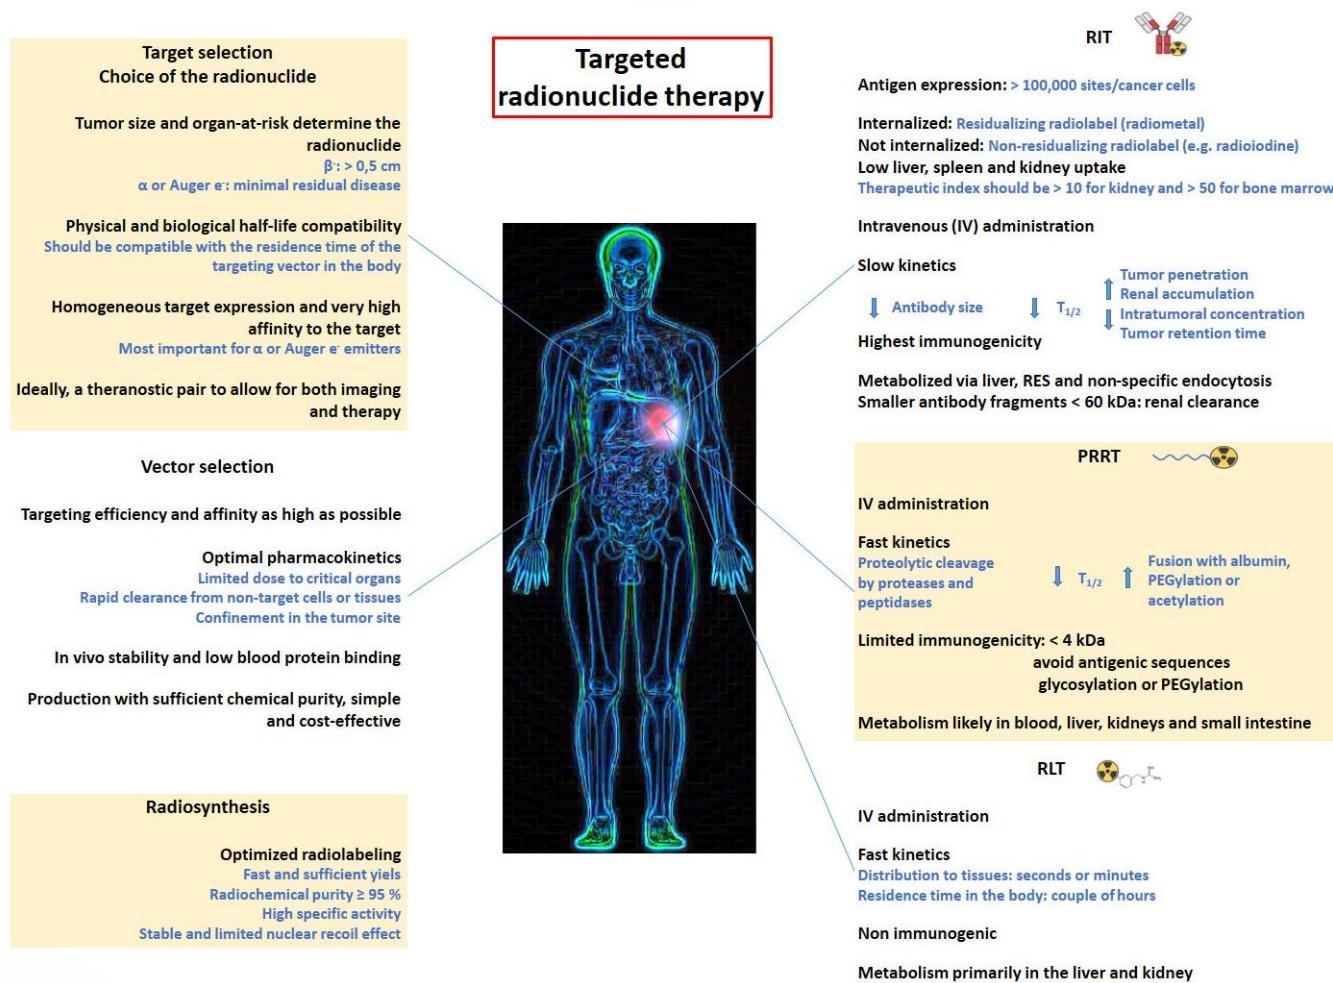 Targeted
radionuclide therapy
Target selection
Choice of the radionuclide
Tumor size and organ-at-risk determine the
radionuclide
β⁻: > 0,5 cm
α or Auger e⁻: minimal residual disease
Physical and biological half-life compatibility
Should be compatible with the residence time of the
targeting vector in the body
Homogeneous target expression and very high
affinity to the target
Most important for α or Auger e⁻ emitters
Ideally, a theranostic pair to allow for both imaging
and therapy
Vector selection
Targeting efficiency and affinity as high as possible
Optimal pharmacokinetics
Limited dose to critical organs
Rapid clearance from non-target cells or tissues
Confinement in the tumor site
In vivo stability and low blood protein binding
Production with sufficient chemical purity, simple
and cost-effective
Radiosynthesis
Optimized radiolabeling
Fast and sufficient yiels
Radiochemical purity ≥ 95 %
High specific activity
Stable and limited nuclear recoil effect
RIT
Antigen expression: > 100,000 sites/cancer cells
Internalized: Residualizing radiolabel (radiometal)
Not internalized: Non-residualizing radiolabel (e.g. radioiodine)
Low liver, spleen and kidney uptake
Therapeutic index should be > 10 for kidney and > 50 for bone marrow
Intravenous (IV) administration
Slow kinetics
↓ Antibody size ↓ T1/2
↑ Tumor penetration
Renal accumulation
↓ Intratumoral concentration
Tumor retention time
Highest immunogenicity
Metabolized via liver, RES and non-specific endocytosis
Smaller antibody fragments < 60 kDa: renal clearance
PRRT
IV administration
Fast kinetics
Proteolytic cleavage
by proteases and
peptidases
↓ T1/2 ↑
Fusion with albumin,
PEGylation or
acetylation
Limited immunogenicity: < 4 kDa
avoid antigenic sequences
glycosylation or PEGylation
Metabolism likely in blood, liver, kidneys and small intestine
RLT
IV administration
Fast kinetics
Distribution to tissues: seconds or minutes
Residence time in the body: couple of hours
Non immunogenic
Metabolism primarily in the liver and kidney